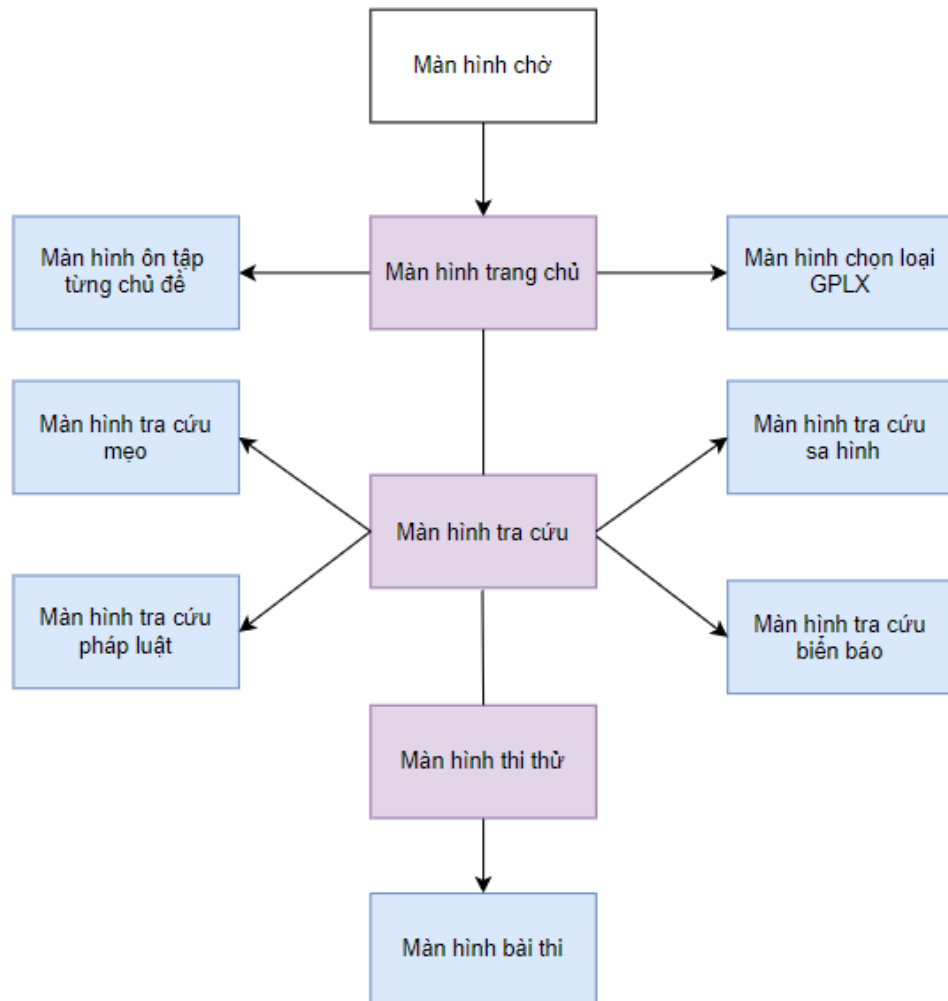 Màn hình chờ
Màn hình ôn tập
từng chủ đề
Màn hình trang chủ
Màn hình chọn loại
GPLX
Màn hình tra cứu
mẹo
Màn hình tra cứu
sa hình
Màn hình tra cứu
Màn hình tra cứu
pháp luật
Màn hình tra cứu
biển báo
Màn hình thi thử
Màn hình bài thi